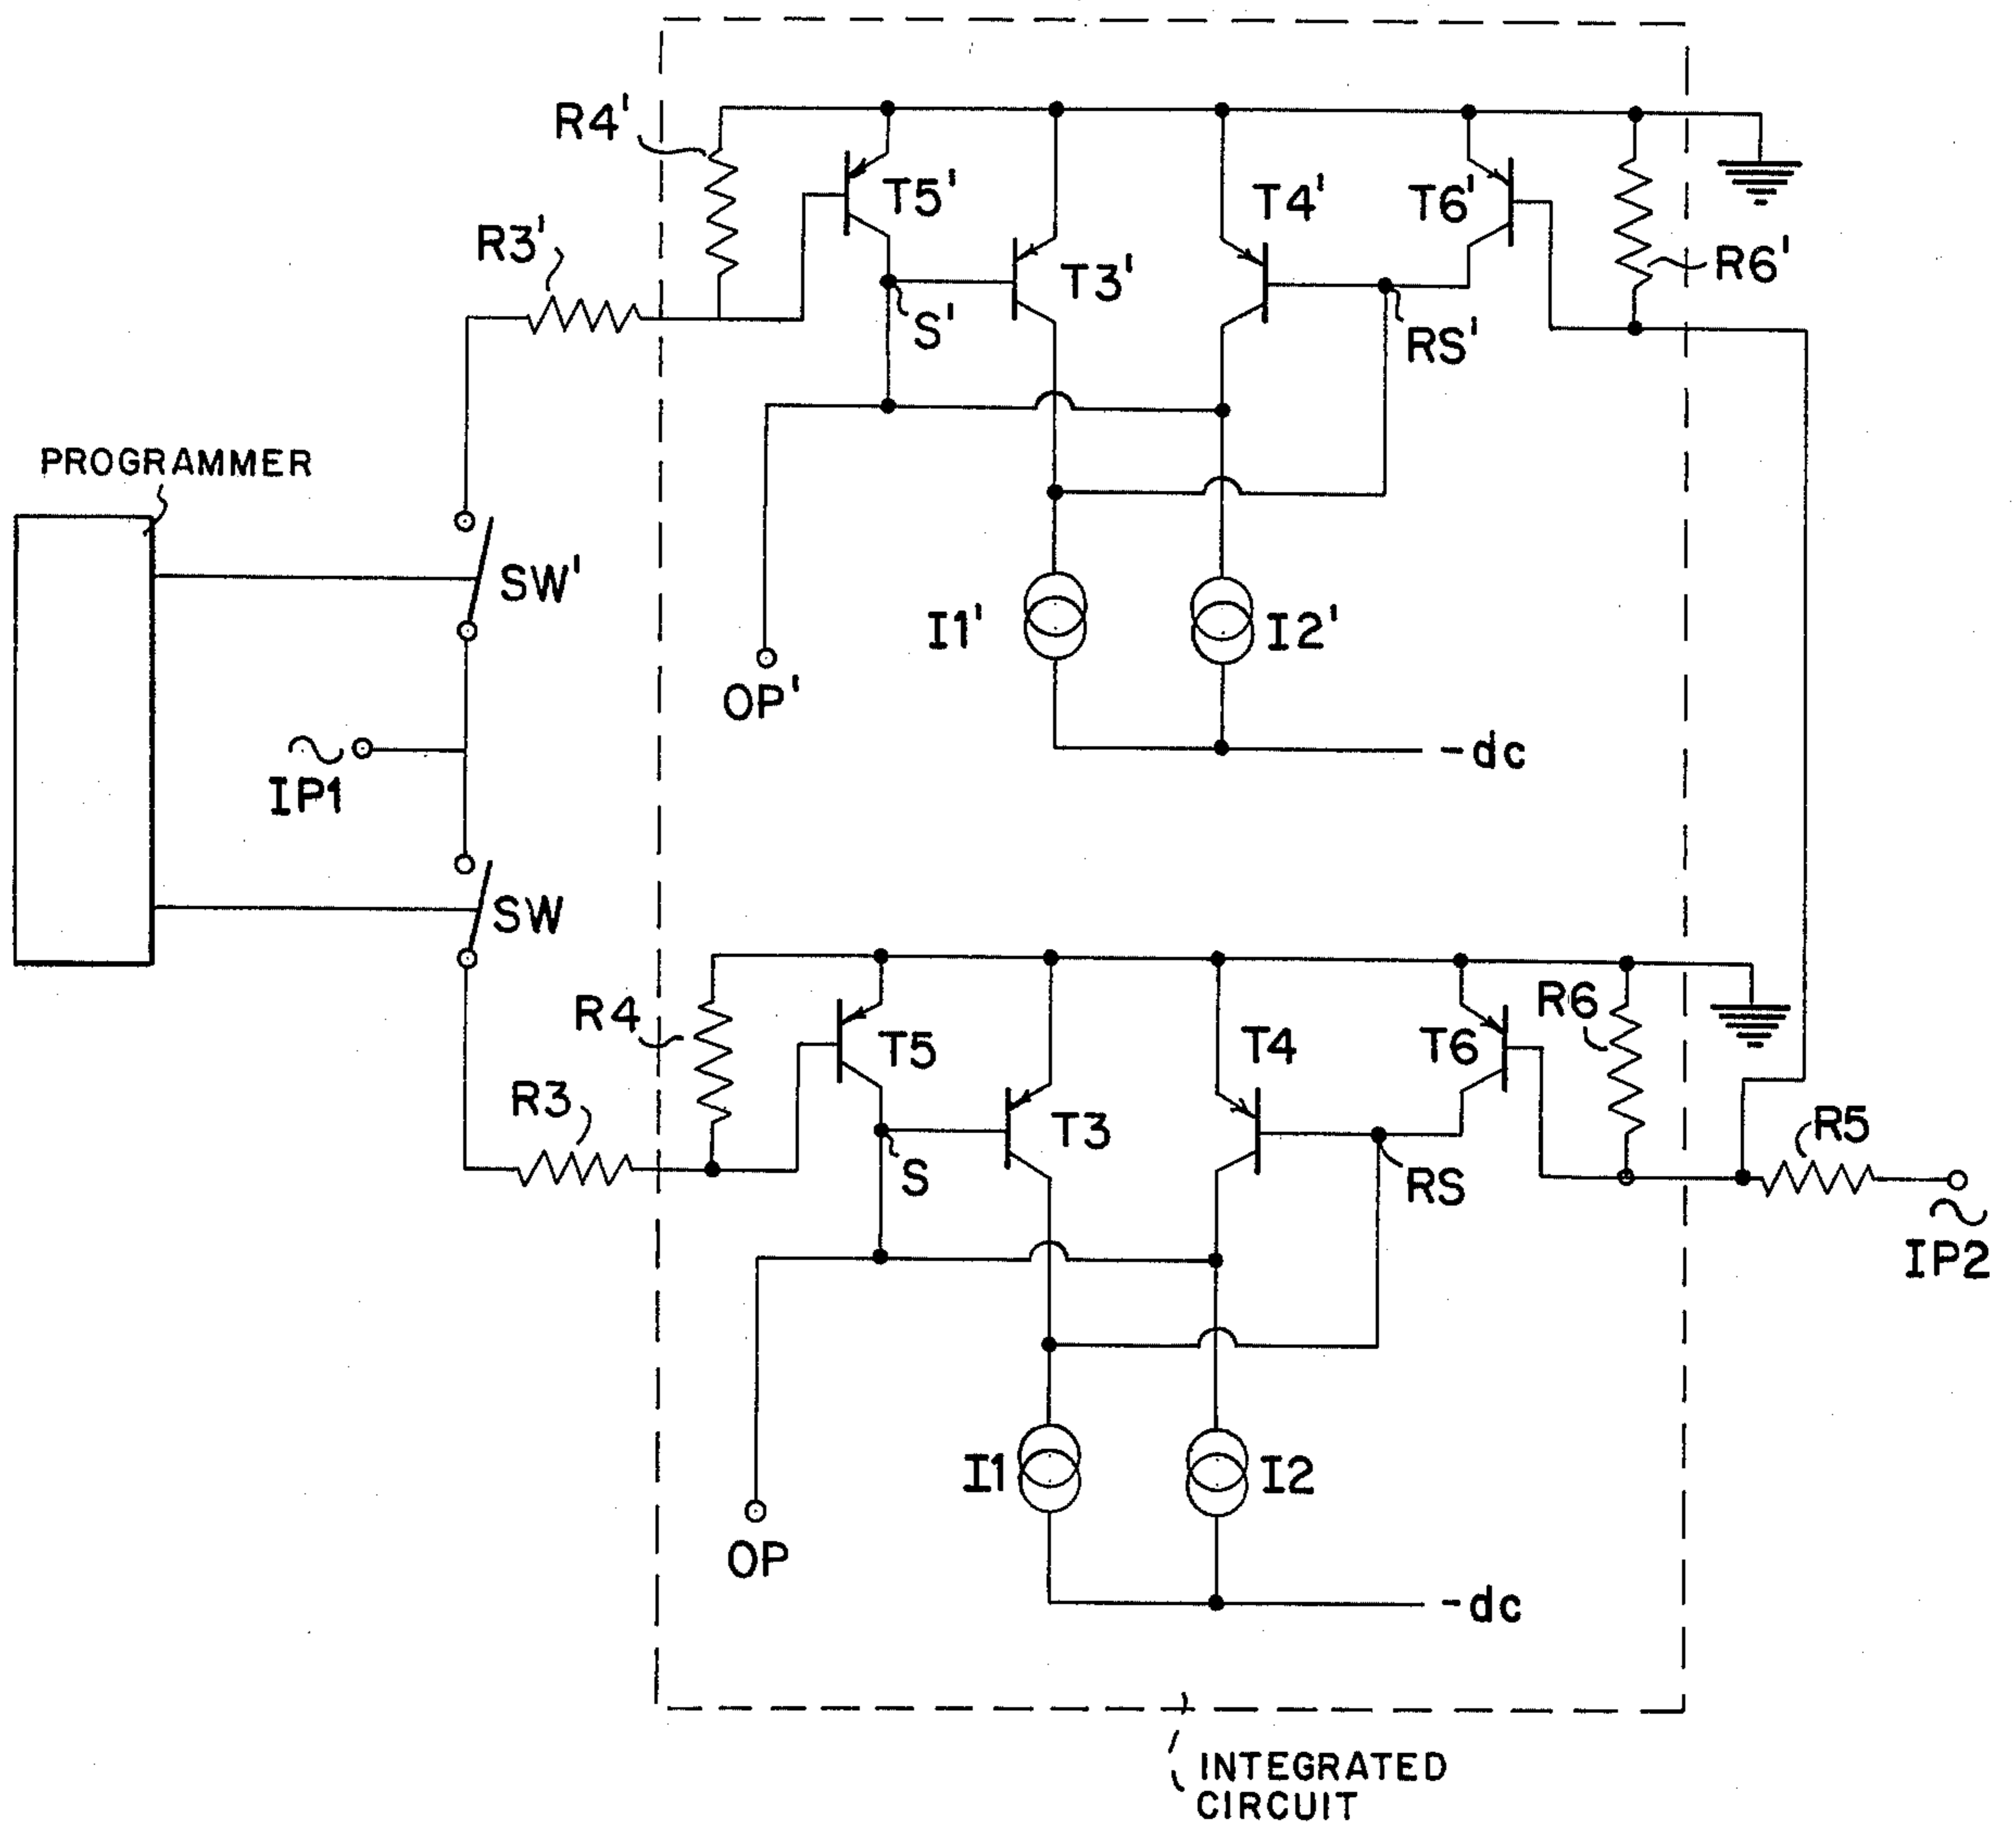 R4'
T5'
T4'
T6'
R3'
T3'
R6'
S'
RS'
PROGRAMMER
SW'
I1'
I2'
OP'
-dc
IP1
SW
R4
T5
T4
T6
R6
R3
T3
R5
S
RS
IP2
I1
I2
OP
-dc
INTEGRATED
CIRCUIT